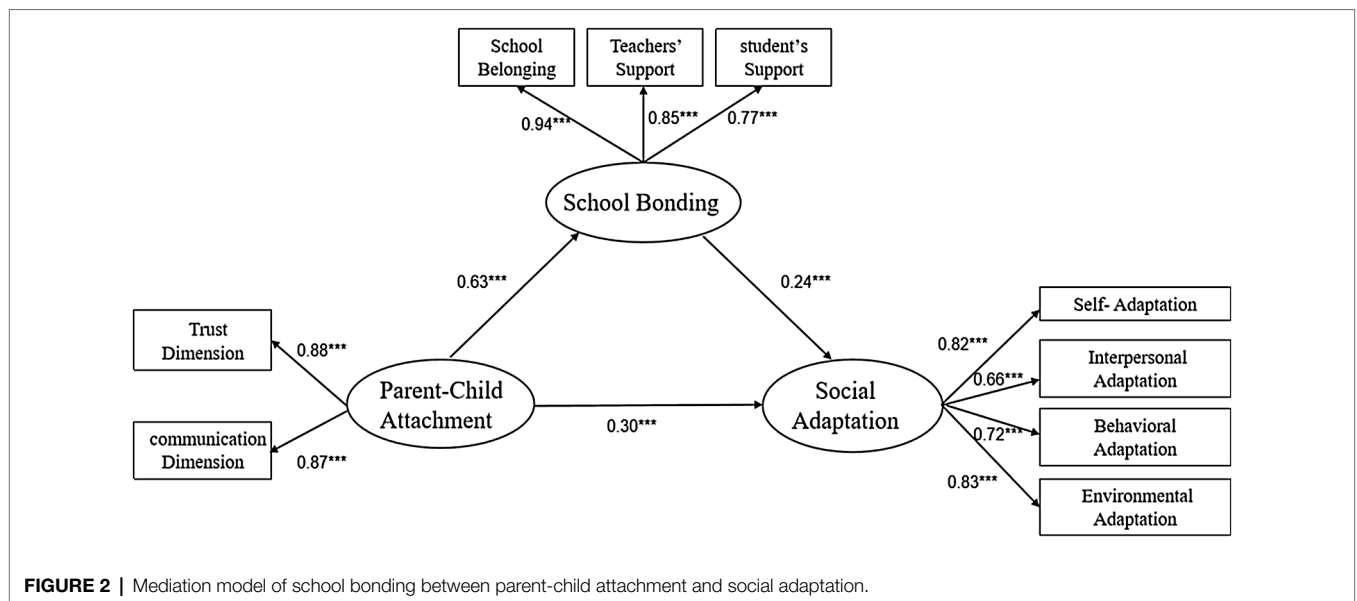 School
Belonging
Teachers’
Support
student’s
Support
0.94***
0.85***
0.77***
School Bonding
0.63***
0.24***
Trust
Dimension
0.88***
communication
Dimension
0.87***
Parent-Child
Attachment
0.30***
Social
Adaptation
0.82***
0.66***
0.72***
0.83***
Self- Adaptation
Interpersonal
Adaptation
Behavioral
Adaptation
Environmental
Adaptation
FIGURE 2 | Mediation model of school bonding between parent-child attachment and social adaptation.